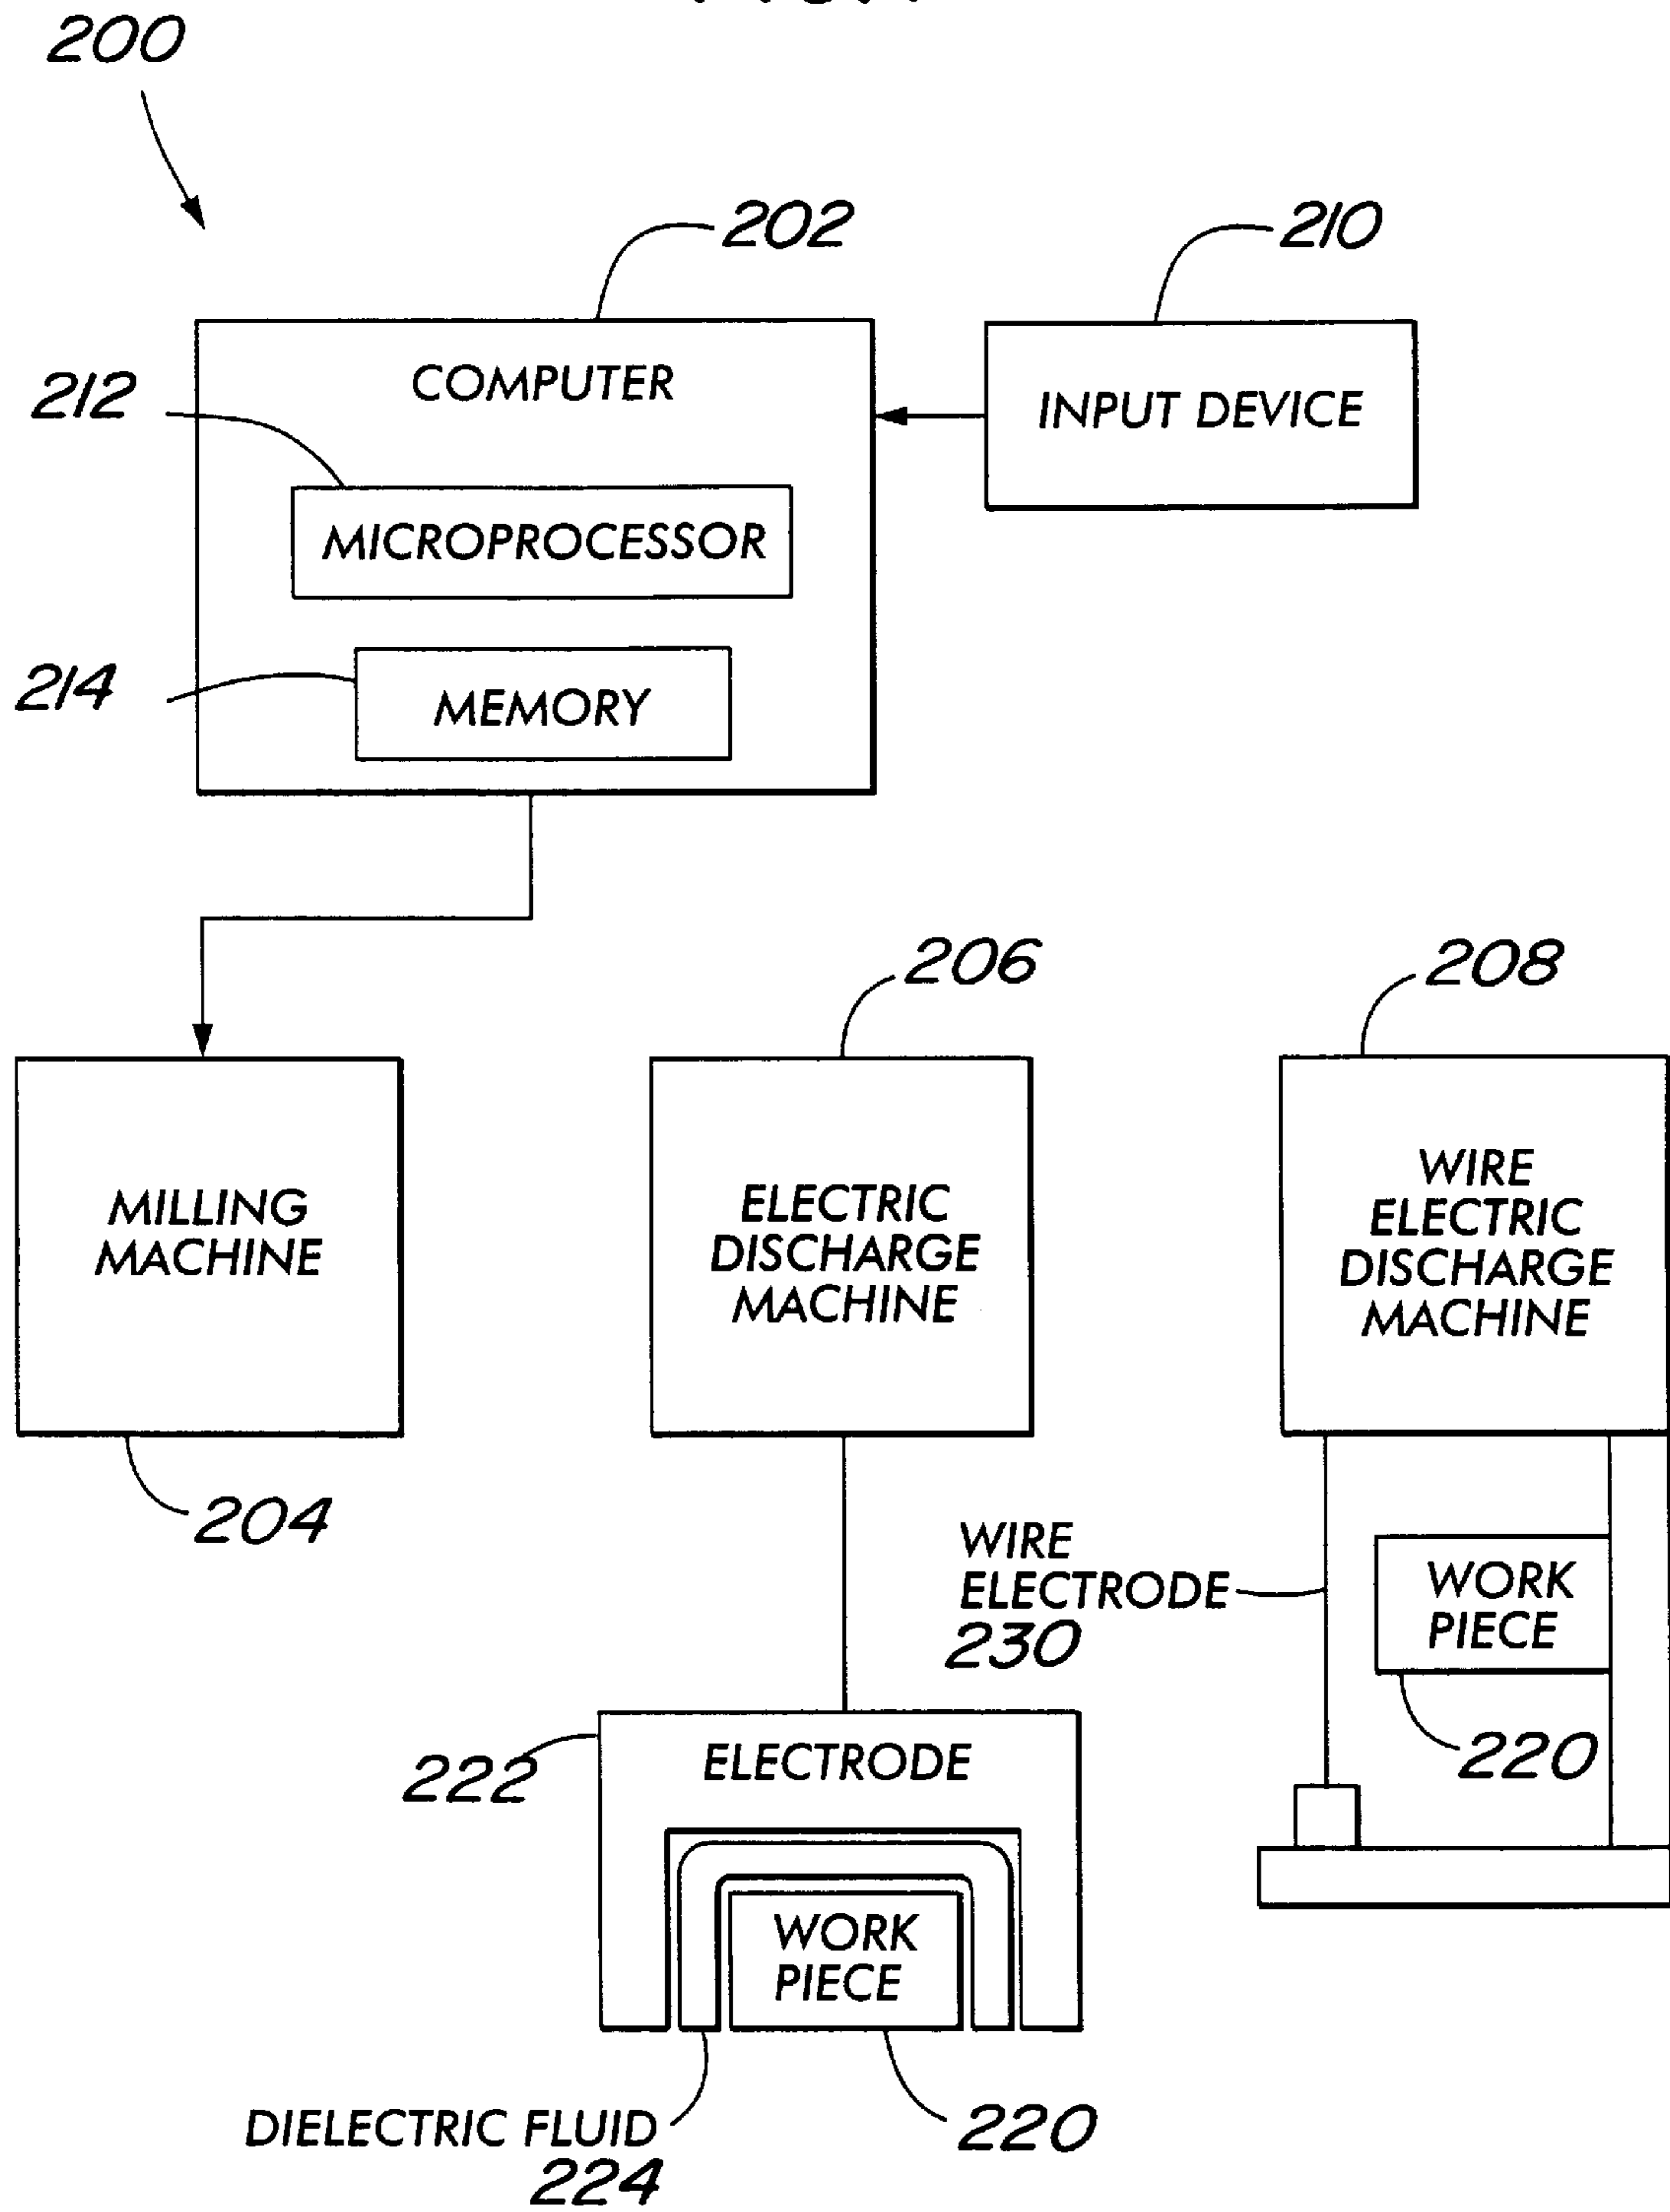 200
202
210
COMPUTER
INPUT DEVICE
212
MICROPROCESSOR
214
MEMORY
206
208
MILLING
MACHINE
ELECTRIC
DISCHARGE
MACHINE
WIRE
ELECTRIC
DISCHARGE
MACHINE
204
WIRE
ELECTRODE
230
WORK
PIECE
220
222
ELECTRODE
WORK
PIECE
DIELECTRIC FLUID
224
220